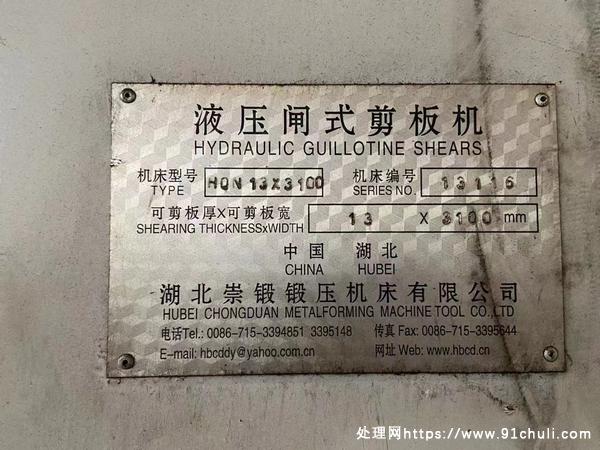 液压闸式剪板机
HYDRAULIC GUILLOTINE SHEARS
机床型号 TYPE HQN 13X3100 机床编号 SERIES NO. 13116
可剪板厚X可剪板宽 SHEARING THICKNESSxWIDTH 13 X 3100 mm
中国 湖北
CHINA HUBEI
湖北崇锻锻压机床有限公司
HUBEI CHONGDUAN METALFORMING MACHINE TOOL CO.,LTD
电话Tel.: 0086-715-3394851 3395148 传真 Fax: 0086-715-3395644
E-mail: hbcddy@yahoo.com.cn 网址 Web: www.hbcd.cn
处理网https://www.91chuli.com